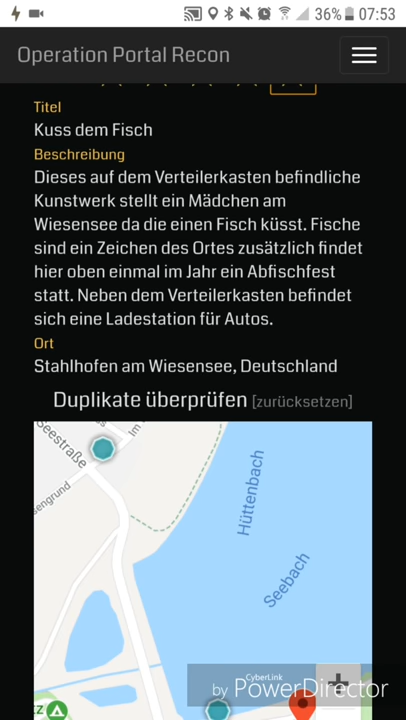 36% 07:53
Operation Portal Recon
Titel
Kuss dem Fisch
Beschreibung
Dieses auf dem Verteilerkasten befindliche
Kunstwerk stellt ein Mädchen am
Wiesensee da die einen Fisch küsst. Fische
sind ein Zeichen des Ortes zusätzlich findet
hier oben einmal im Jahr ein Abfischfest
statt. Neben dem Verteilerkasten befindet
sich eine Ladestation für Autos.
Ort
Stahlhofen am Wiesensee, Deutschland
Duplikate überprüfen [zurücksetzen]
Seestraße
Im
sengrund
Hüttenbach
Seebach
CyberLink
by PowerDirector
+
z